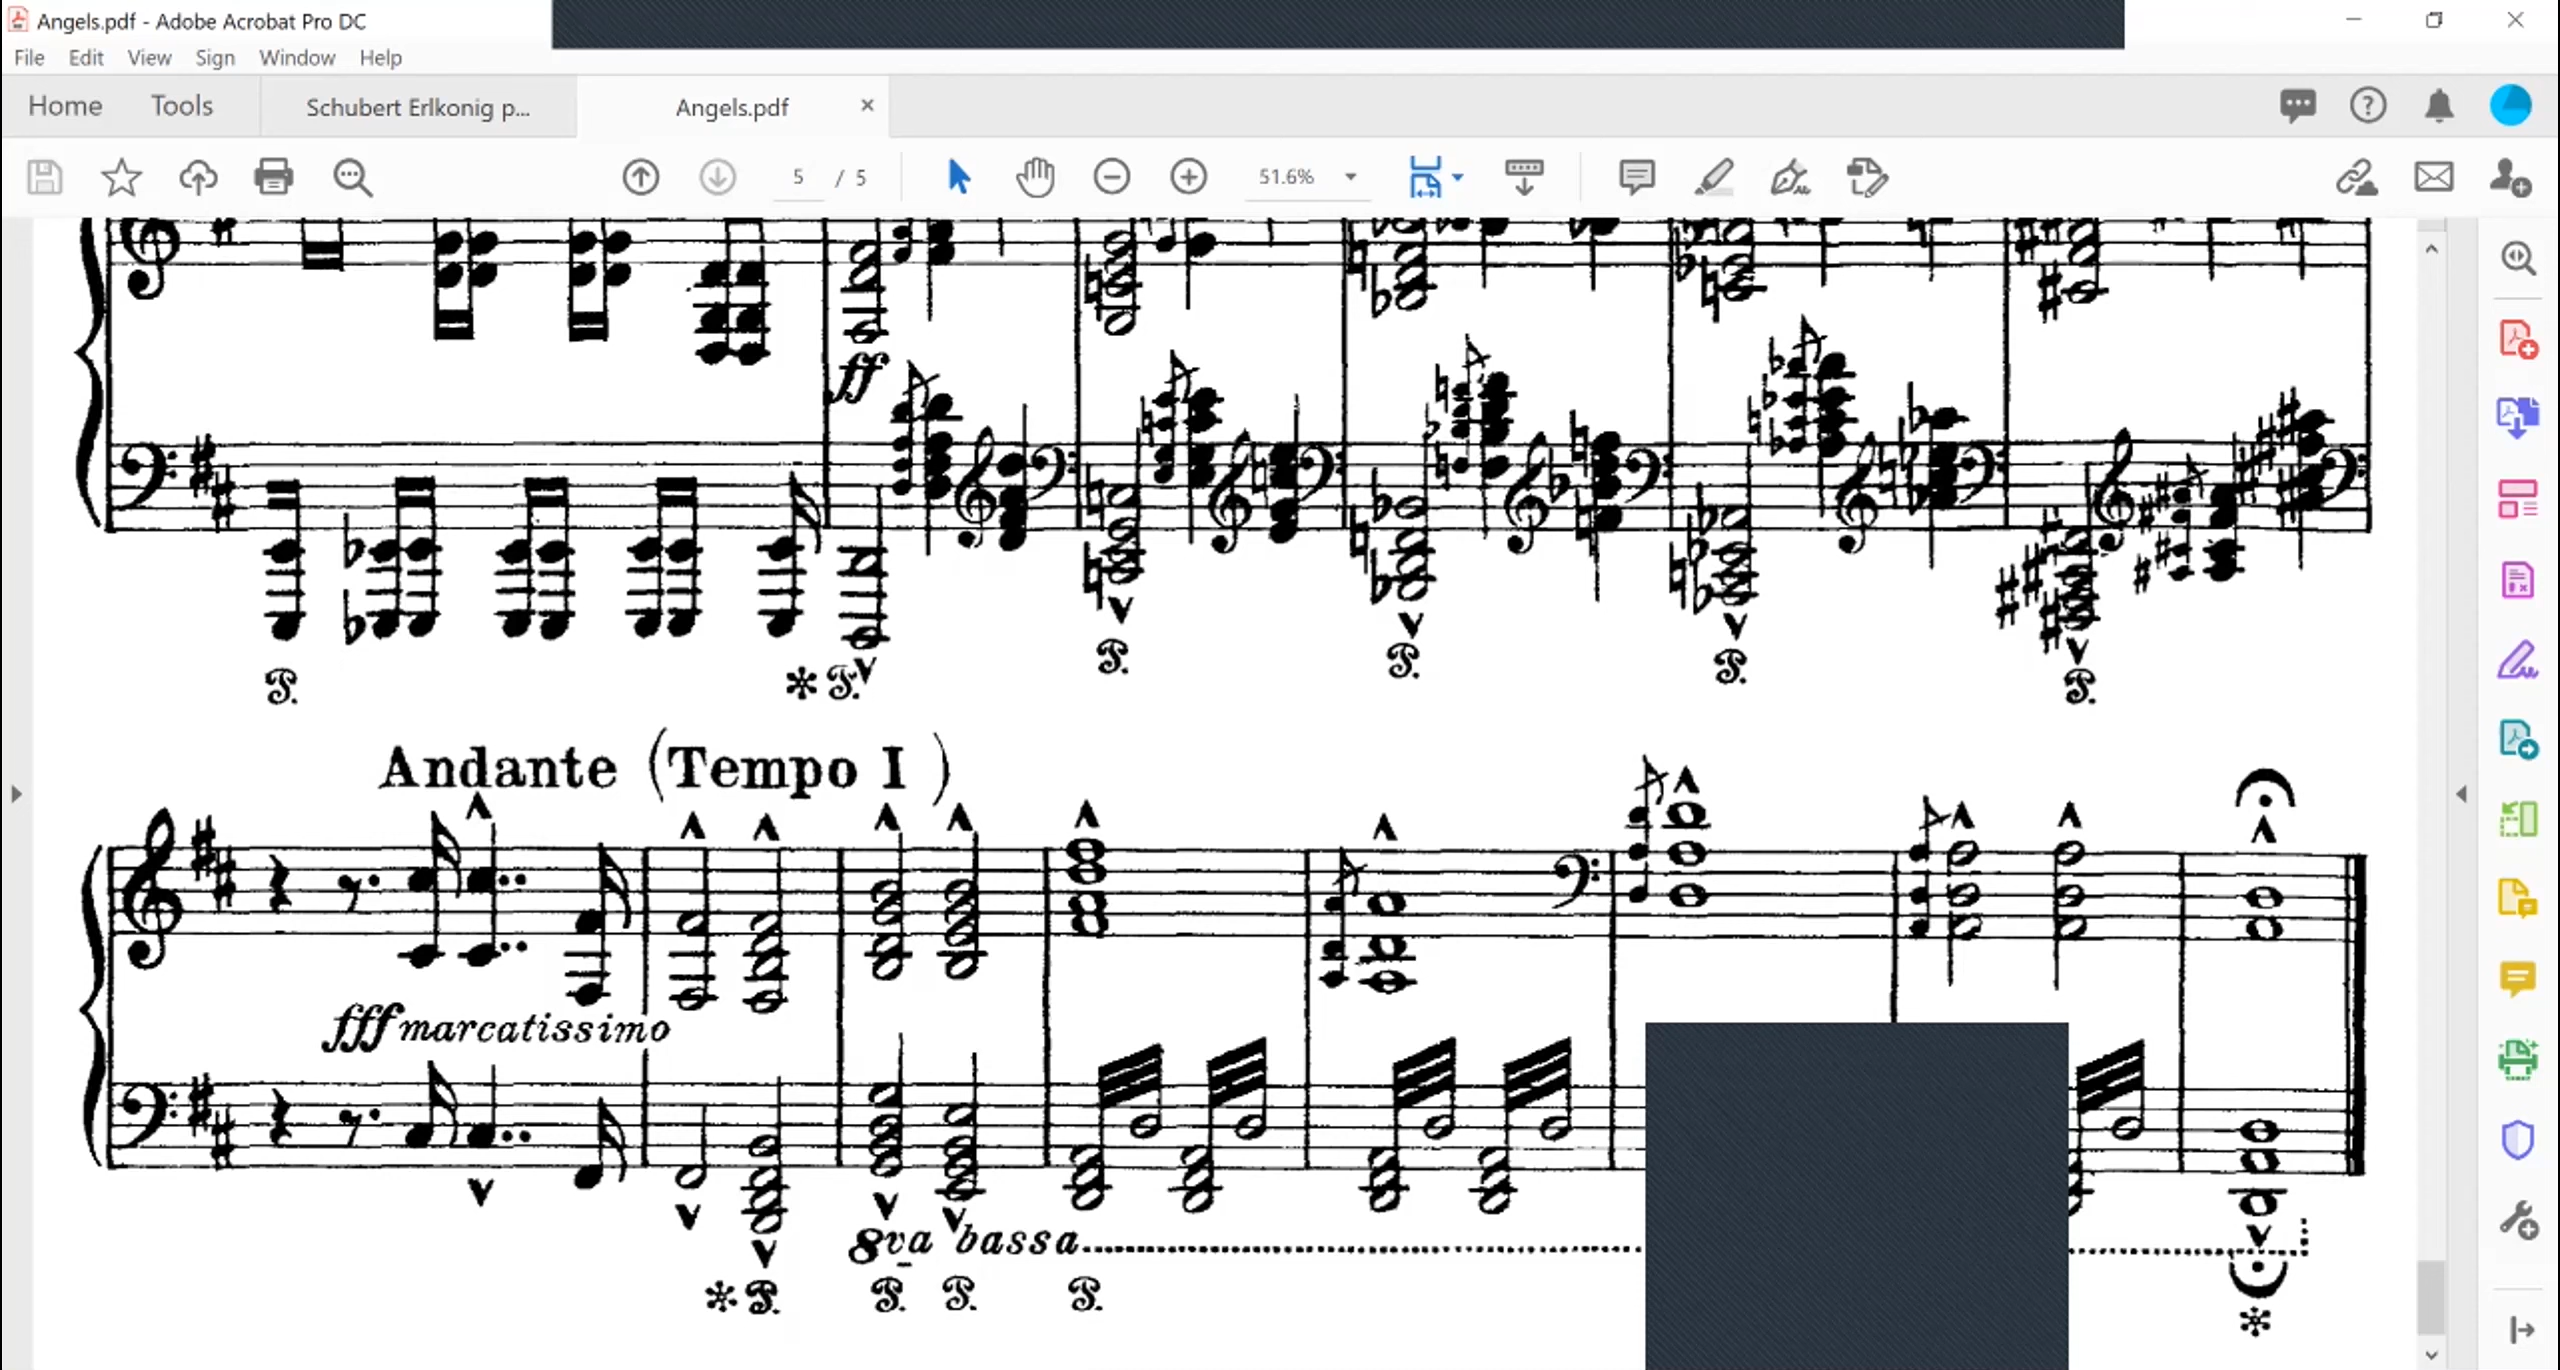 Angels.pdf - Adobe Acrobat Pro DC
File Edit View Sign Window Help
Home Tools Schubert Erlkonig p... Angels.pdf ×
5 / 5 51.6%
ff
Andante (Tempo I )
fff marcatissimo
8va bassa